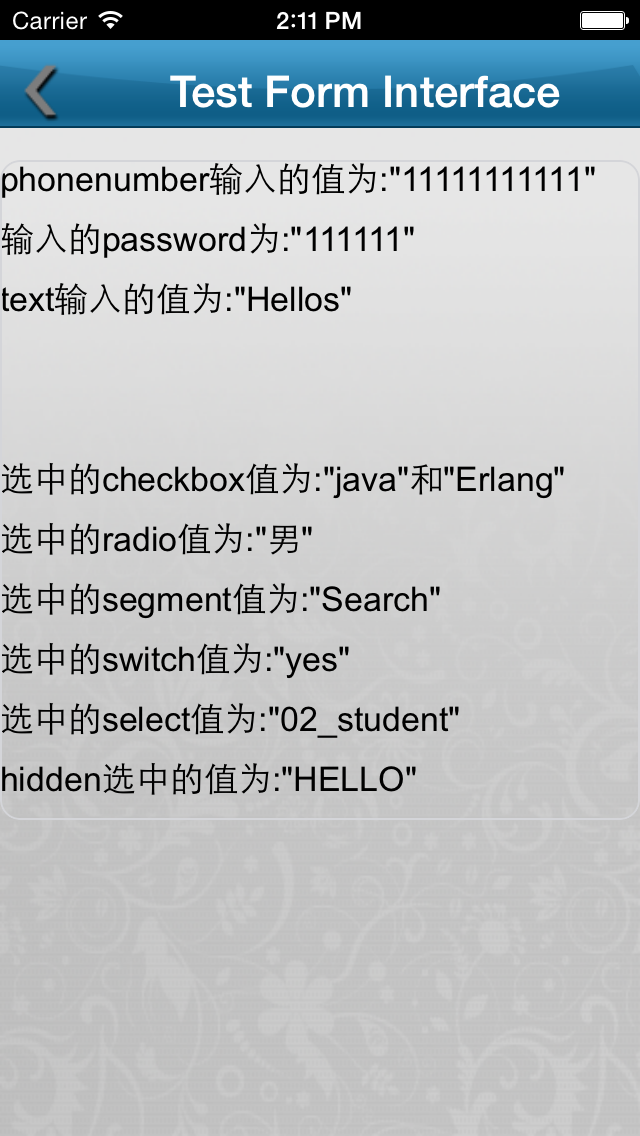 Carrier 2:11 PM
Test Form Interface
phonenumber输入的值为:"11111111111"
输入的password为:"111111"
text输入的值为:"Hellos"
选中的checkbox值为:"java"和"Erlang"
选中的radio值为:"男"
选中的segment值为:"Search"
选中的switch值为:"yes"
选中的select值为:"02_student"
hidden选中的值为:"HELLO"